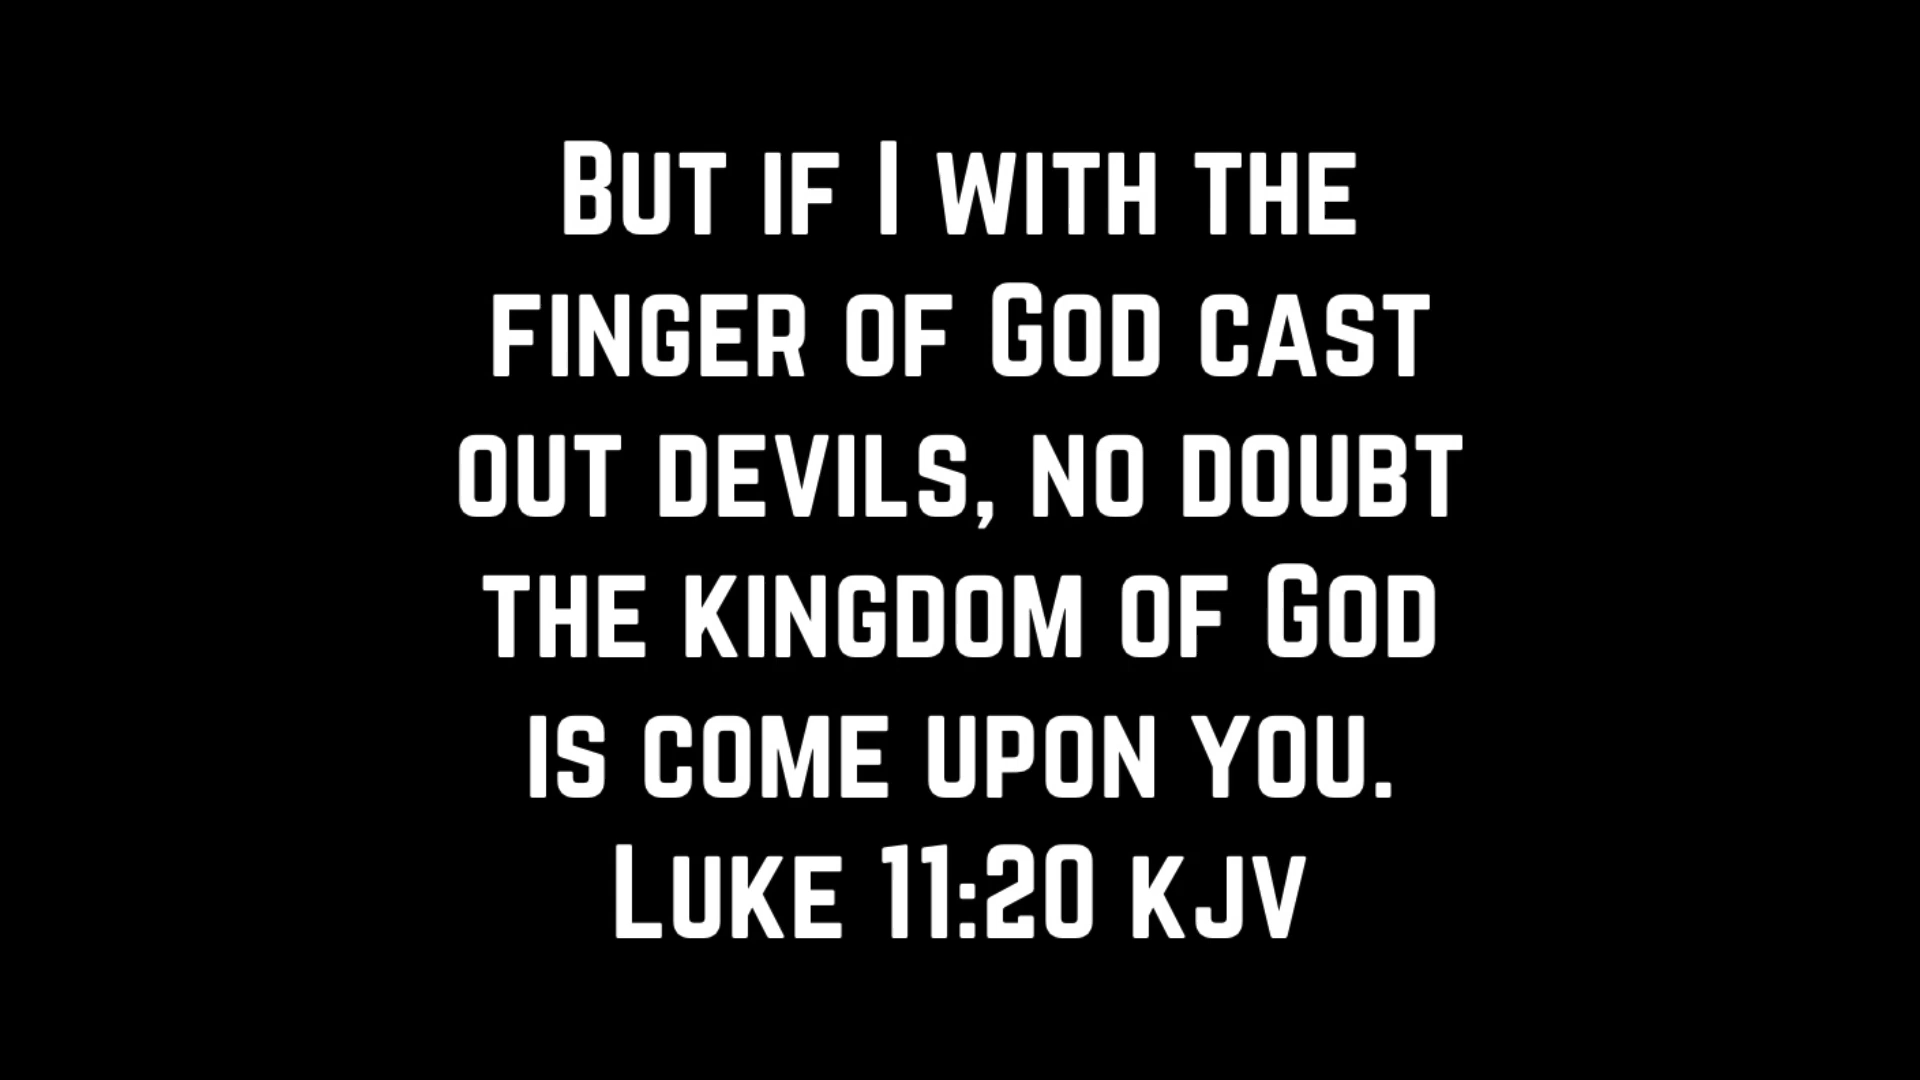 But if I with the
finger of God cast
out devils, no doubt
the kingdom of God
is come upon you.
Luke 11:20 KJV